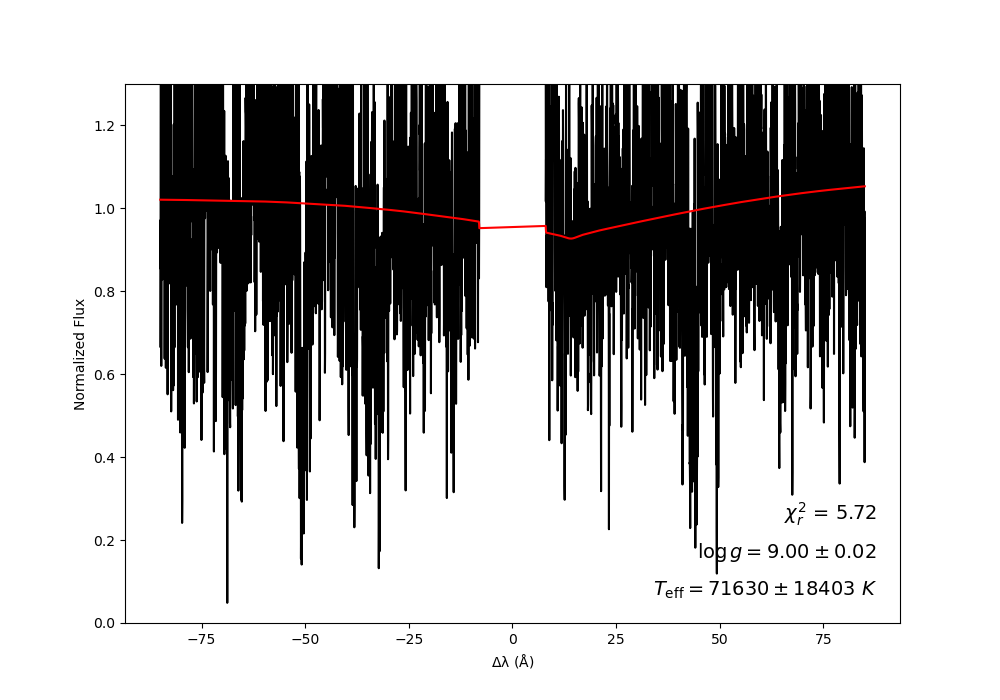 1.2
1.0
0.8
0.6
0.4
0.2
0.0
Normalized Flux
χ²ᵣ = 5.72
log g = 9.00 ± 0.02
T_eff = 71630 ± 18403 K
−75
−50
−25
0
25
50
75
Δλ (Å)